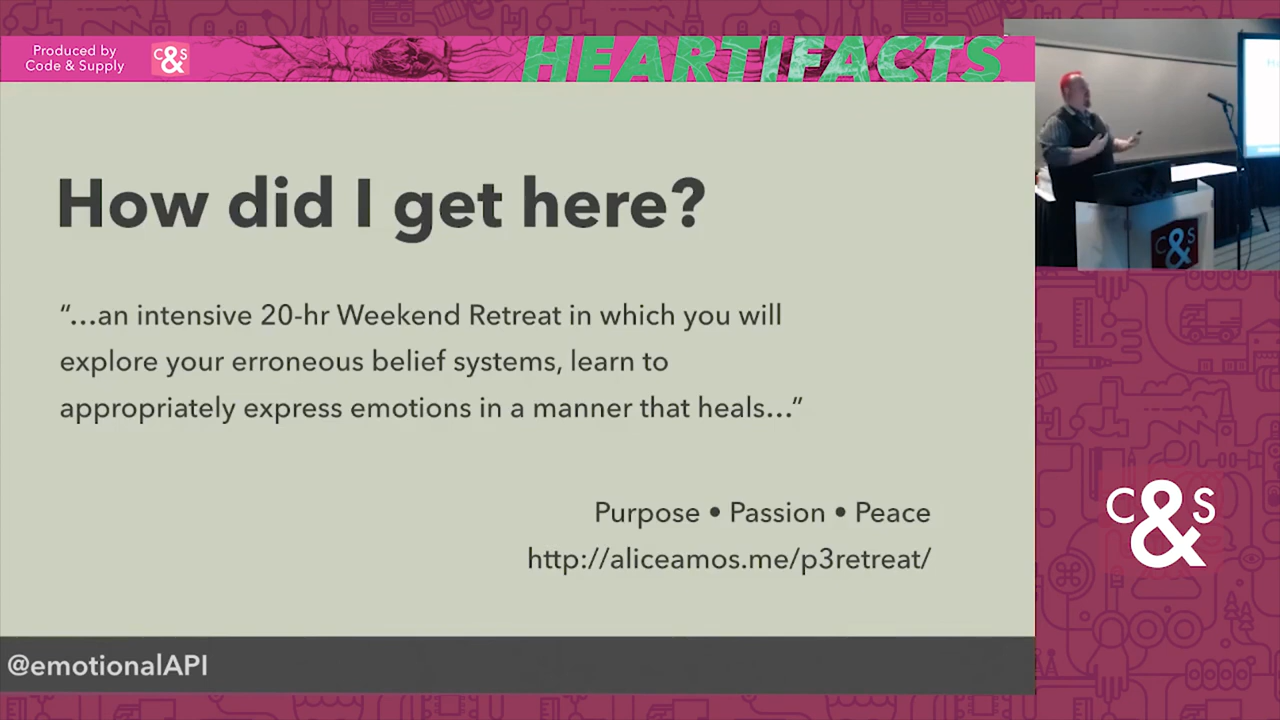 Produced by
Code & Supply
C&S
HEARTIFACTS
How did I get here?
“...an intensive 20-hr Weekend Retreat in which you will
explore your erroneous belief systems, learn to
appropriately express emotions in a manner that heals...”
Purpose • Passion • Peace
http://aliceamos.me/p3retreat/
@emotionalAPI
C&S
C&S